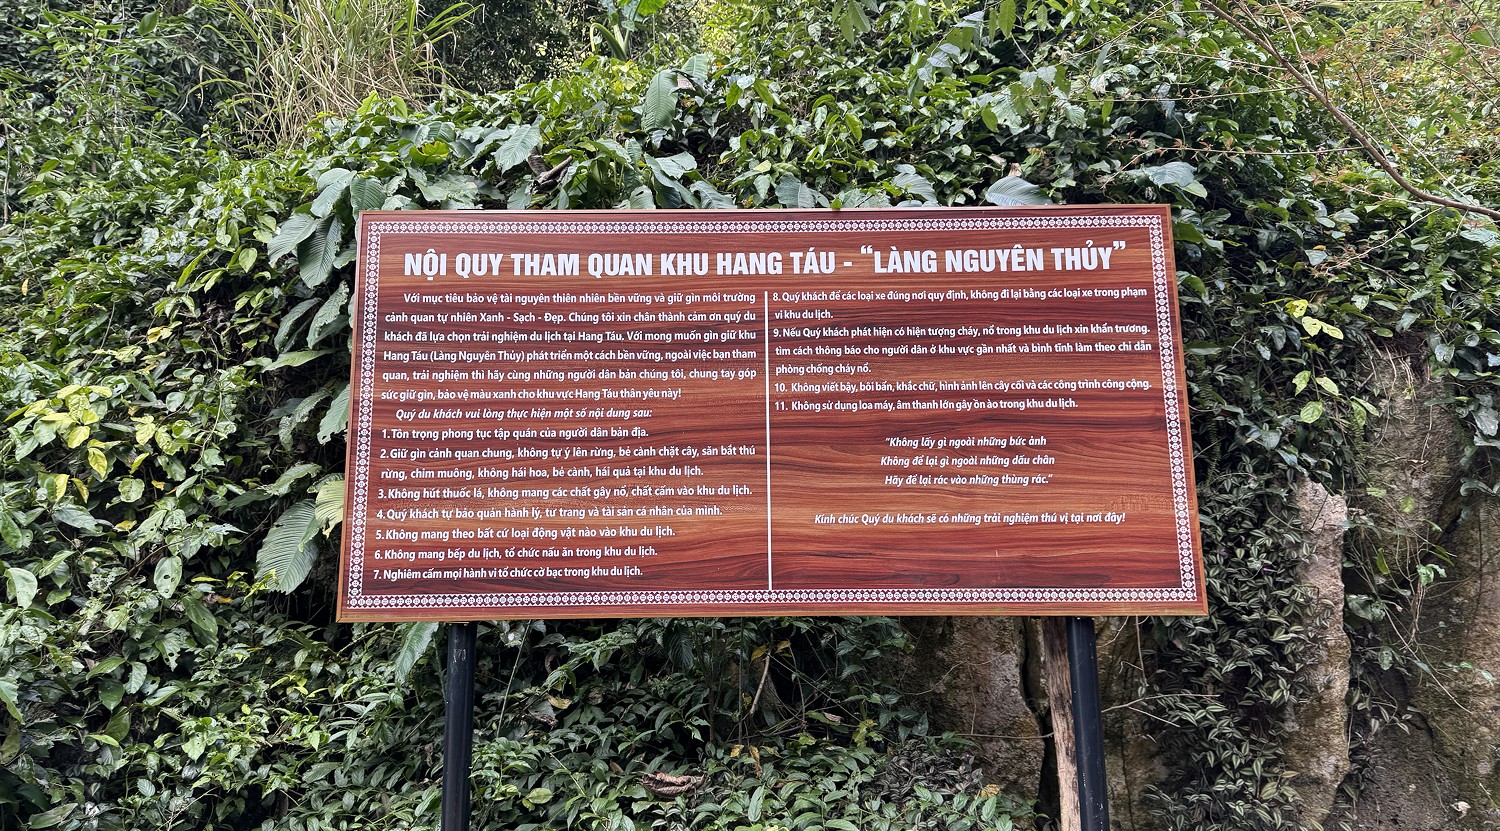 NỘI QUY THAM QUAN KHU HANG TÁU - “LÀNG NGUYÊN THỦY”
Với mục tiêu bảo vệ tài nguyên thiên nhiên bền vững và giữ gìn môi trường
cảnh quan tự nhiên Xanh - Sạch - Đẹp. Chúng tôi xin chân thành cảm ơn quý du
khách đã lựa chọn trải nghiệm du lịch tại Hang Táu. Với mong muốn gìn giữ khu
Hang Táu (Làng Nguyên Thủy) phát triển một cách bền vững, ngoài việc bạn tham
quan, trải nghiệm thì hãy cùng những người dân bản chúng tôi, chung tay góp
sức giữ gìn, bảo vệ màu xanh cho khu vực Hang Táu thân yêu này!
Quý du khách vui lòng thực hiện một số nội dung sau:
1. Tôn trọng phong tục tập quán của người dân bản địa.
2. Giữ gìn cảnh quan chung, không tự ý lên rừng, bẻ cành chặt cây, săn bắt thú
rừng, chim muông, không hái hoa, bẻ cành, hái quả tại khu du lịch.
3. Không hút thuốc lá, không mang các chất gây nổ, chất cấm vào khu du lịch.
4. Quý khách tự bảo quản hành lý, tư trang và tài sản cá nhân của mình.
5. Không mang theo bất cứ loại động vật nào vào khu du lịch.
6. Không mang bếp du lịch, tổ chức nấu ăn trong khu du lịch.
7. Nghiêm cấm mọi hành vi tổ chức cờ bạc trong khu du lịch.
8. Quý khách để các loại xe đúng nơi quy định, không đi lại bằng các loại xe trong phạm
vi khu du lịch.
9. Nếu Quý khách phát hiện có hiện tượng cháy, nổ trong khu du lịch xin khẩn trương.
tìm cách thông báo cho người dân ở khu vực gần nhất và bình tĩnh làm theo chỉ dẫn
phòng chống cháy nổ.
10. Không viết bậy, bôi bẩn, khắc chữ, hình ảnh lên cây cối và các công trình công cộng.
11. Không sử dụng loa máy, âm thanh lớn gây ồn ào trong khu du lịch.
“Không lấy gì ngoài những bức ảnh
Không để lại gì ngoài những dấu chân
Hãy để lại rác vào những thùng rác.”
Kính chúc Quý du khách sẽ có những trải nghiệm thú vị tại nơi đây!